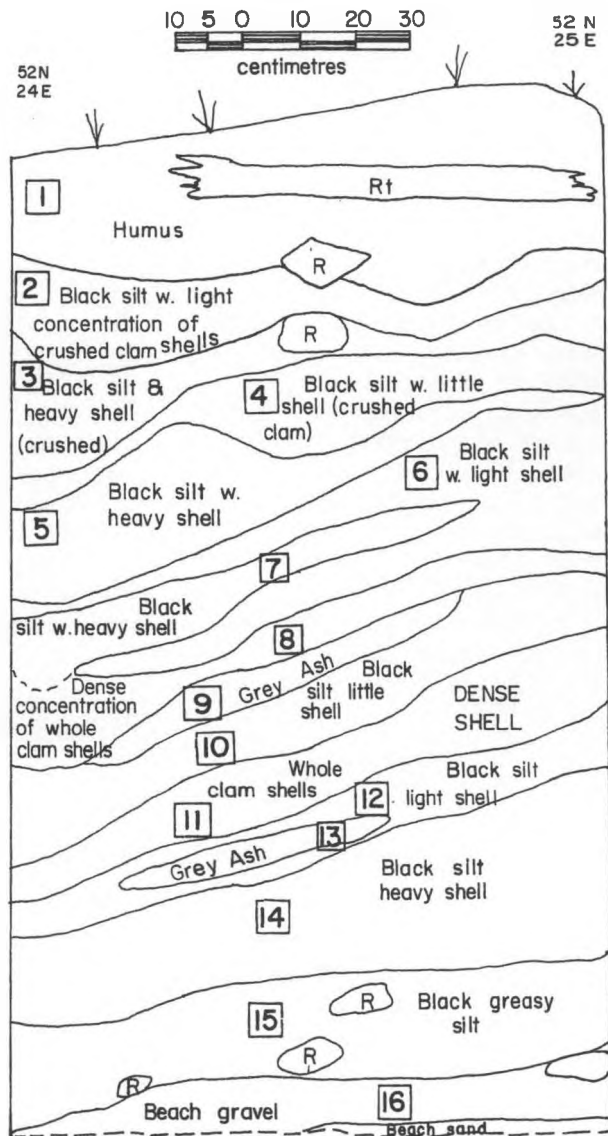 10 5 0 10 20 30
centimetres
52N
24E
52 N
25 E
1
Rt
Humus
R
2
Black silt w. light
concentration of
crushed clam shells
R
3
Black silt &
heavy shell
(crushed)
4
Black silt w. little
shell (crushed
clam)
5
Black silt w.
heavy shell
6
Black silt
w. light shell
7
Black
silt w. heavy shell
8
Dense
concentration
of whole
clam shells
9
Grey Ash
Black
silt little
shell
10
DENSE
SHELL
Whole
clam shells
11
12
Black silt
light shell
13
Grey Ash
Black silt
heavy shell
14
15
R
Black greasy
silt
R
R
16
Beach gravel
Beach sand